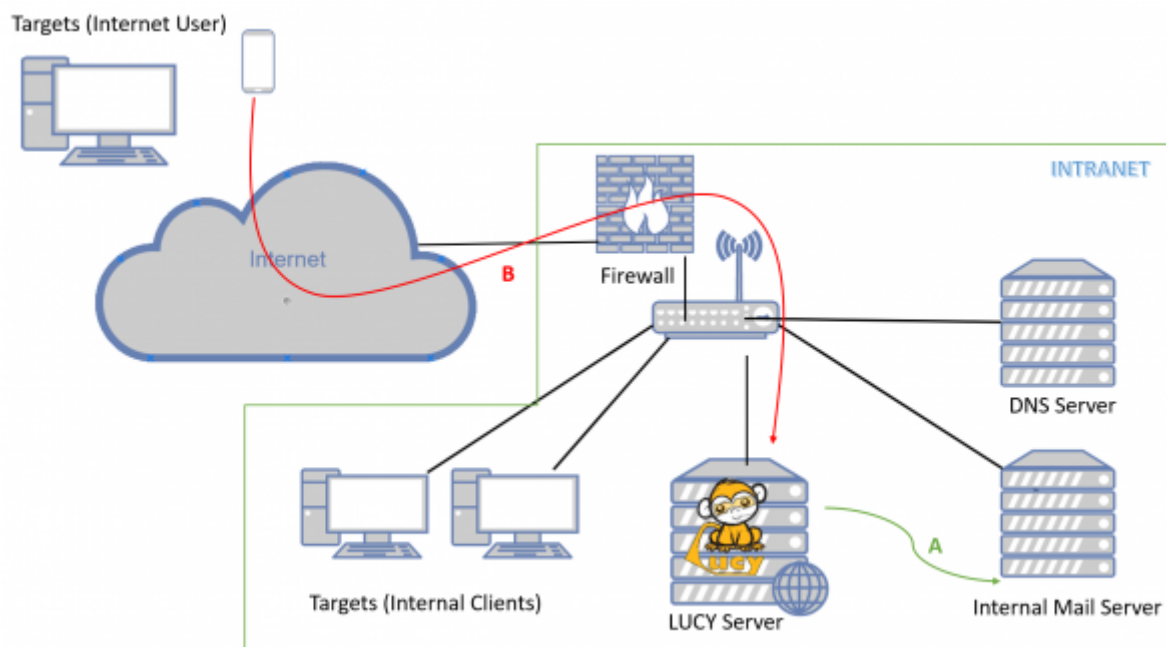 Targets (Internet User)
INTRANET
Internet
B
Firewall
DNS Server
A
Lucy
Targets (Internal Clients)
LUCY Server
Internal Mail Server